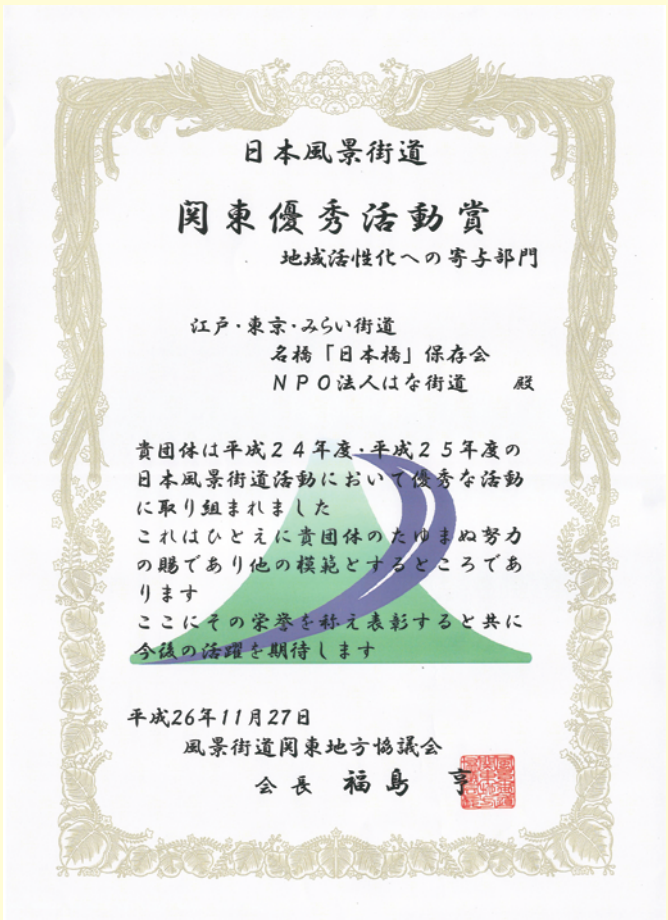 日本風景街道
関東優秀活動賞
地域活性化への寄与部門
江戸・東京・みらい街道
名橋「日本橋」保存会
NPO法人はな街道 殿
貴団体は平成24年度・平成25年度の
日本風景街道活動において優秀な活動
に取り組まれました
これはひとえに貴団体のたゆまぬ努力
の賜であり他の模範とするところであ
ります
ここにその栄誉を称え表彰すると共に
今後の活躍を期待します
平成26年11月27日
風景街道関東地方協議会
会長 福島 亨